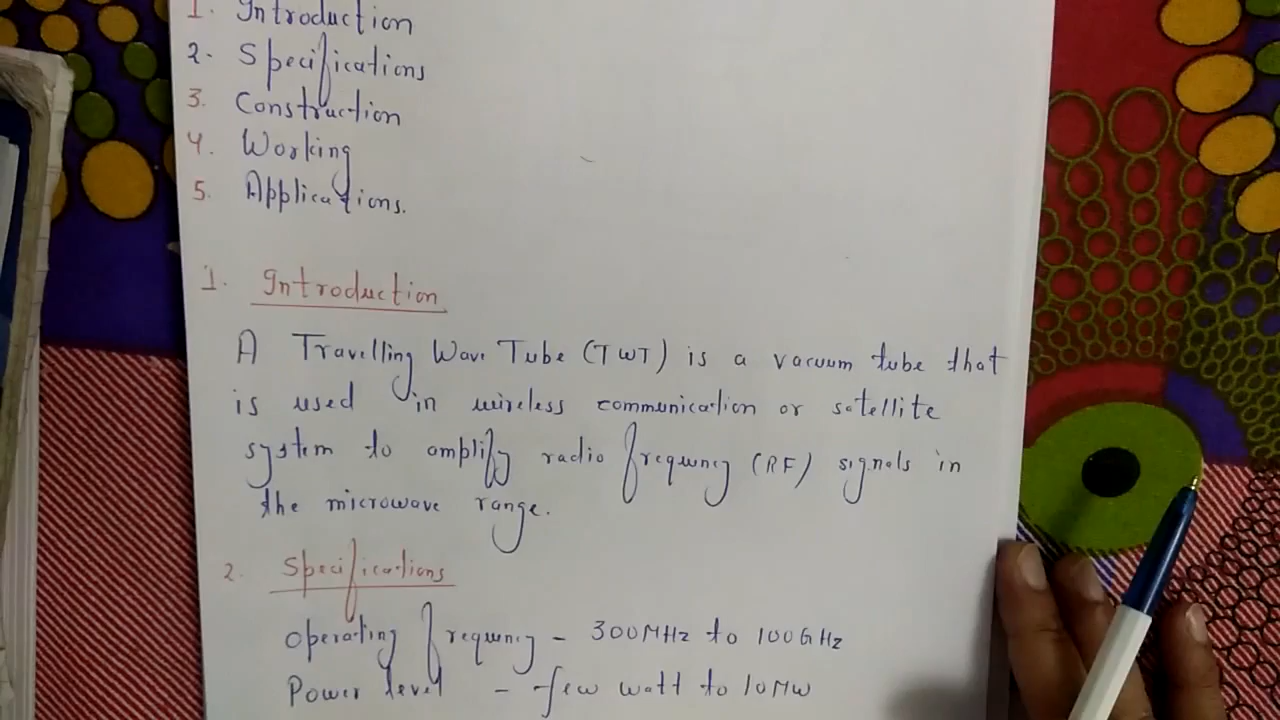 1. Introduction
2. Specifications
3. Construction
4. Working
5. Applications.
1. Introduction
A Travelling Wave Tube (TWT) is a vacuum tube that
is used in wireless communication or satellite
system to amplify radio frequency (RF) signals in
the microwave range.
2. Specifications
Operating frequency - 300MHz to 100GHz
Power level - few watt to 10MW